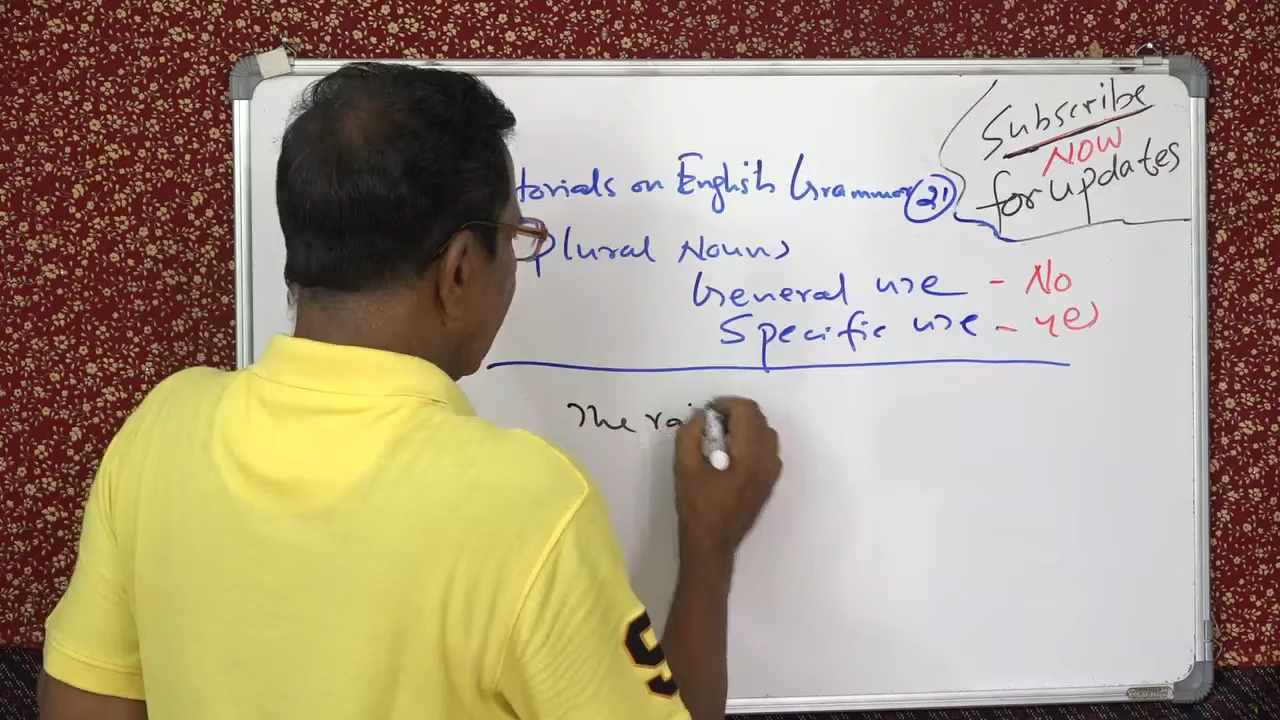 torials on English Grammar 21
Plural Nouns
General use - No
Specific use - yes
The rai
Subscribe
NOW
for updates
9